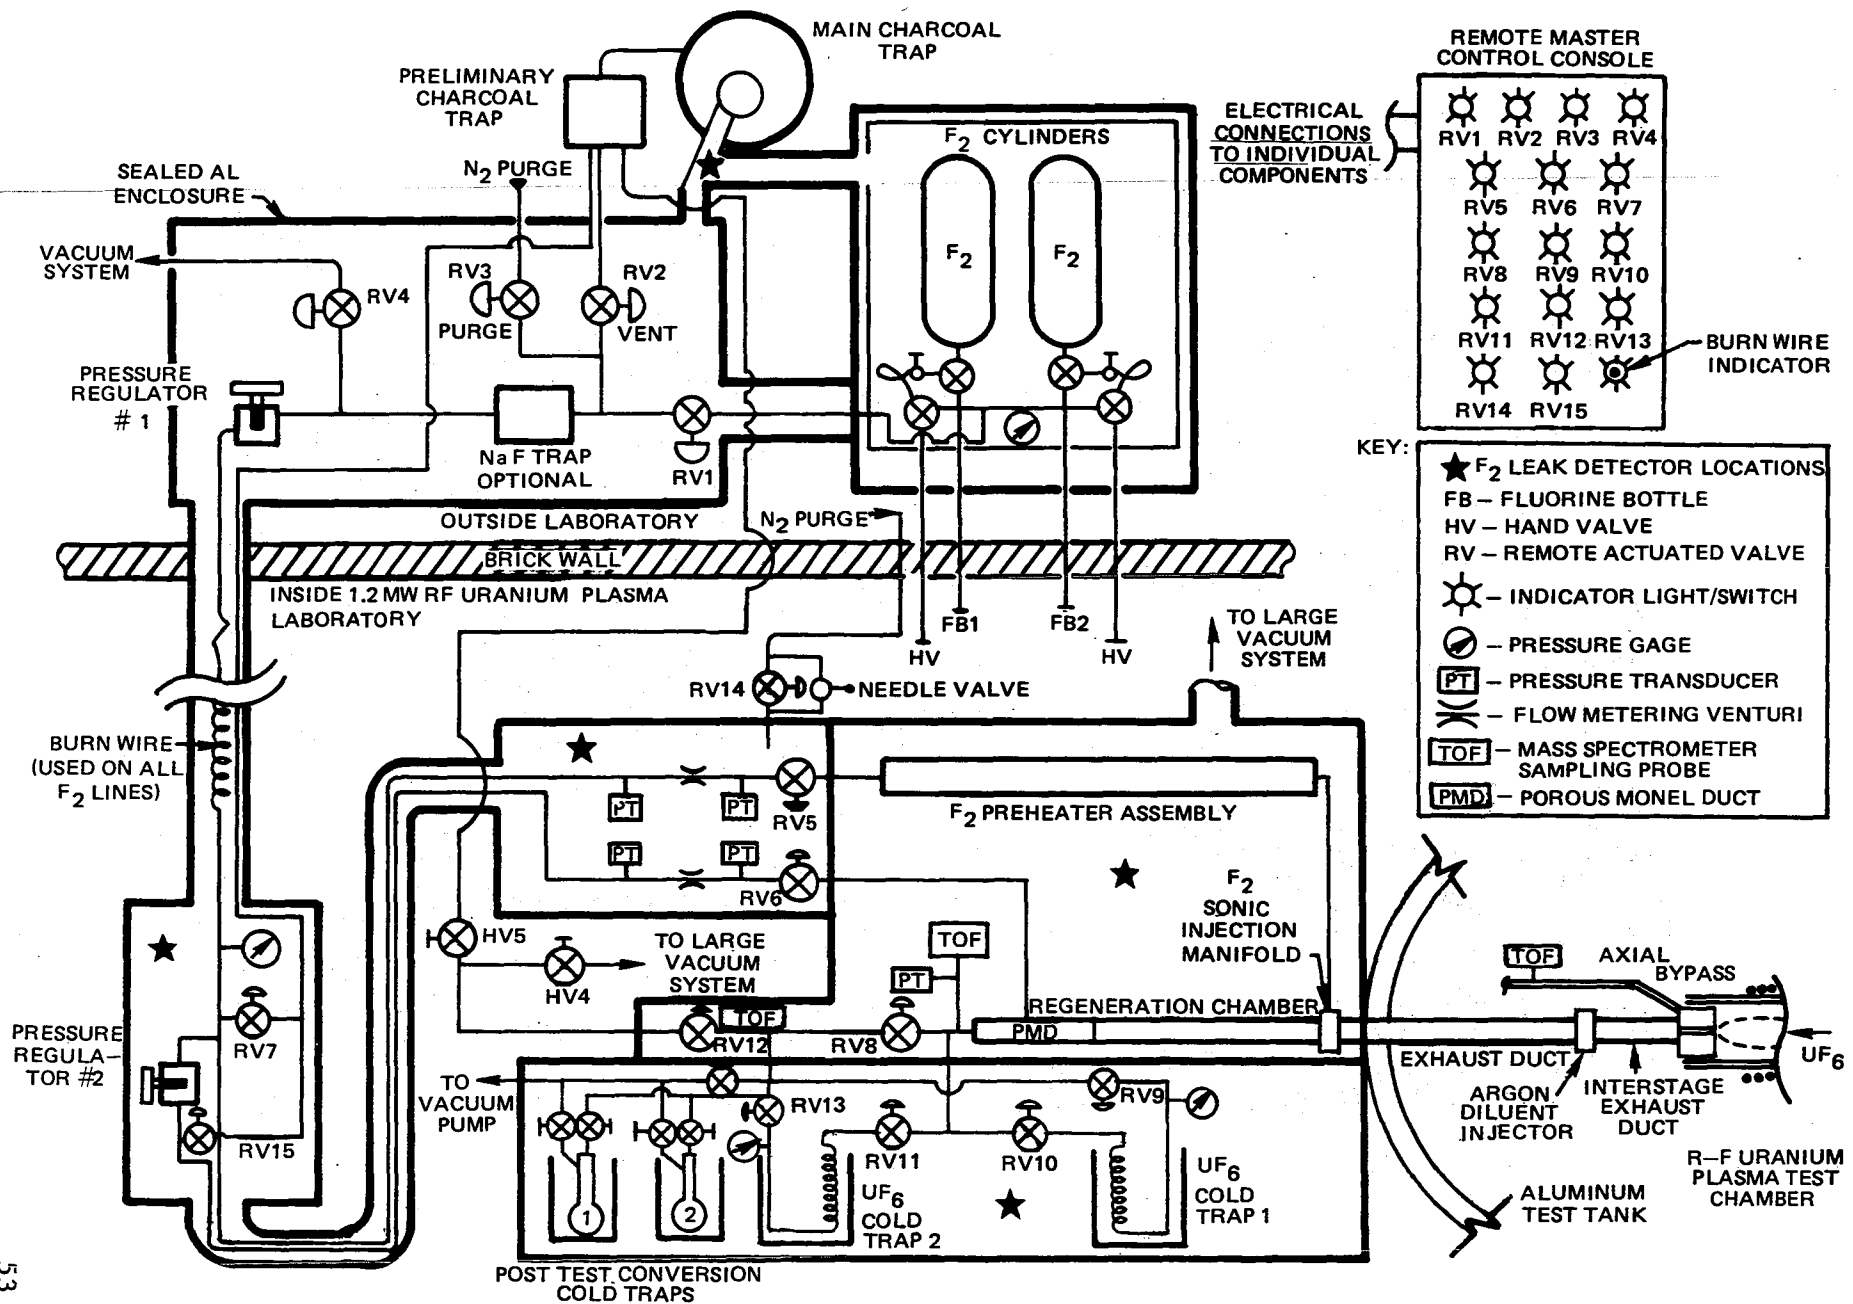 MAIN CHARCOAL
TRAP
PRELIMINARY
CHARCOAL
TRAP
N2 PURGE
SEALED AL
ENCLOSURE
VACUUM
SYSTEM
RV4
RV3
PURGE
RV2
VENT
PRESSURE
REGULATOR
# 1
NaF TRAP
OPTIONAL
RV1
F2 CYLINDERS
F2
F2
ELECTRICAL
CONNECTIONS
TO INDIVIDUAL
COMPONENTS
REMOTE MASTER
CONTROL CONSOLE
RV1 RV2 RV3 RV4
RV5 RV6 RV7
RV8 RV9 RV10
RV11 RV12 RV13
RV14 RV15
BURN WIRE
INDICATOR
KEY:
★ F2 LEAK DETECTOR LOCATIONS
FB – FLUORINE BOTTLE
HV – HAND VALVE
RV – REMOTE ACTUATED VALVE
– INDICATOR LIGHT/SWITCH
– PRESSURE GAGE
PT – PRESSURE TRANSDUCER
– FLOW METERING VENTURI
TOF – MASS SPECTROMETER
SAMPLING PROBE
PMD – POROUS MONEL DUCT
OUTSIDE LABORATORY
N2 PURGE
BRICK WALL
INSIDE 1.2 MW RF URANIUM PLASMA
LABORATORY
FB1
FB2
HV
HV
TO LARGE
VACUUM
SYSTEM
RV14
NEEDLE VALVE
BURN WIRE
(USED ON ALL
F2 LINES)
PT
PT
RV5
F2 PREHEATER ASSEMBLY
PT
PT
RV6
F2
SONIC
INJECTION
MANIFOLD
HV5
HV4
TO LARGE
VACUUM
SYSTEM
TOF
PT
REGENERATION CHAMBER
PMD
TOF
RV12
RV8
TOF
AXIAL
BYPASS
UF6
EXHAUST DUCT
ARGON
DILUENT
INJECTOR
INTERSTAGE
EXHAUST
DUCT
R–F URANIUM
PLASMA TEST
CHAMBER
ALUMINUM
TEST TANK
PRESSURE
REGULA-
TOR #2
RV7
RV15
TO
VACUUM
PUMP
RV13
RV9
RV11
RV10
1
2
UF6
COLD
TRAP 2
UF6
COLD
TRAP 1
POST TEST CONVERSION
COLD TRAPS
53